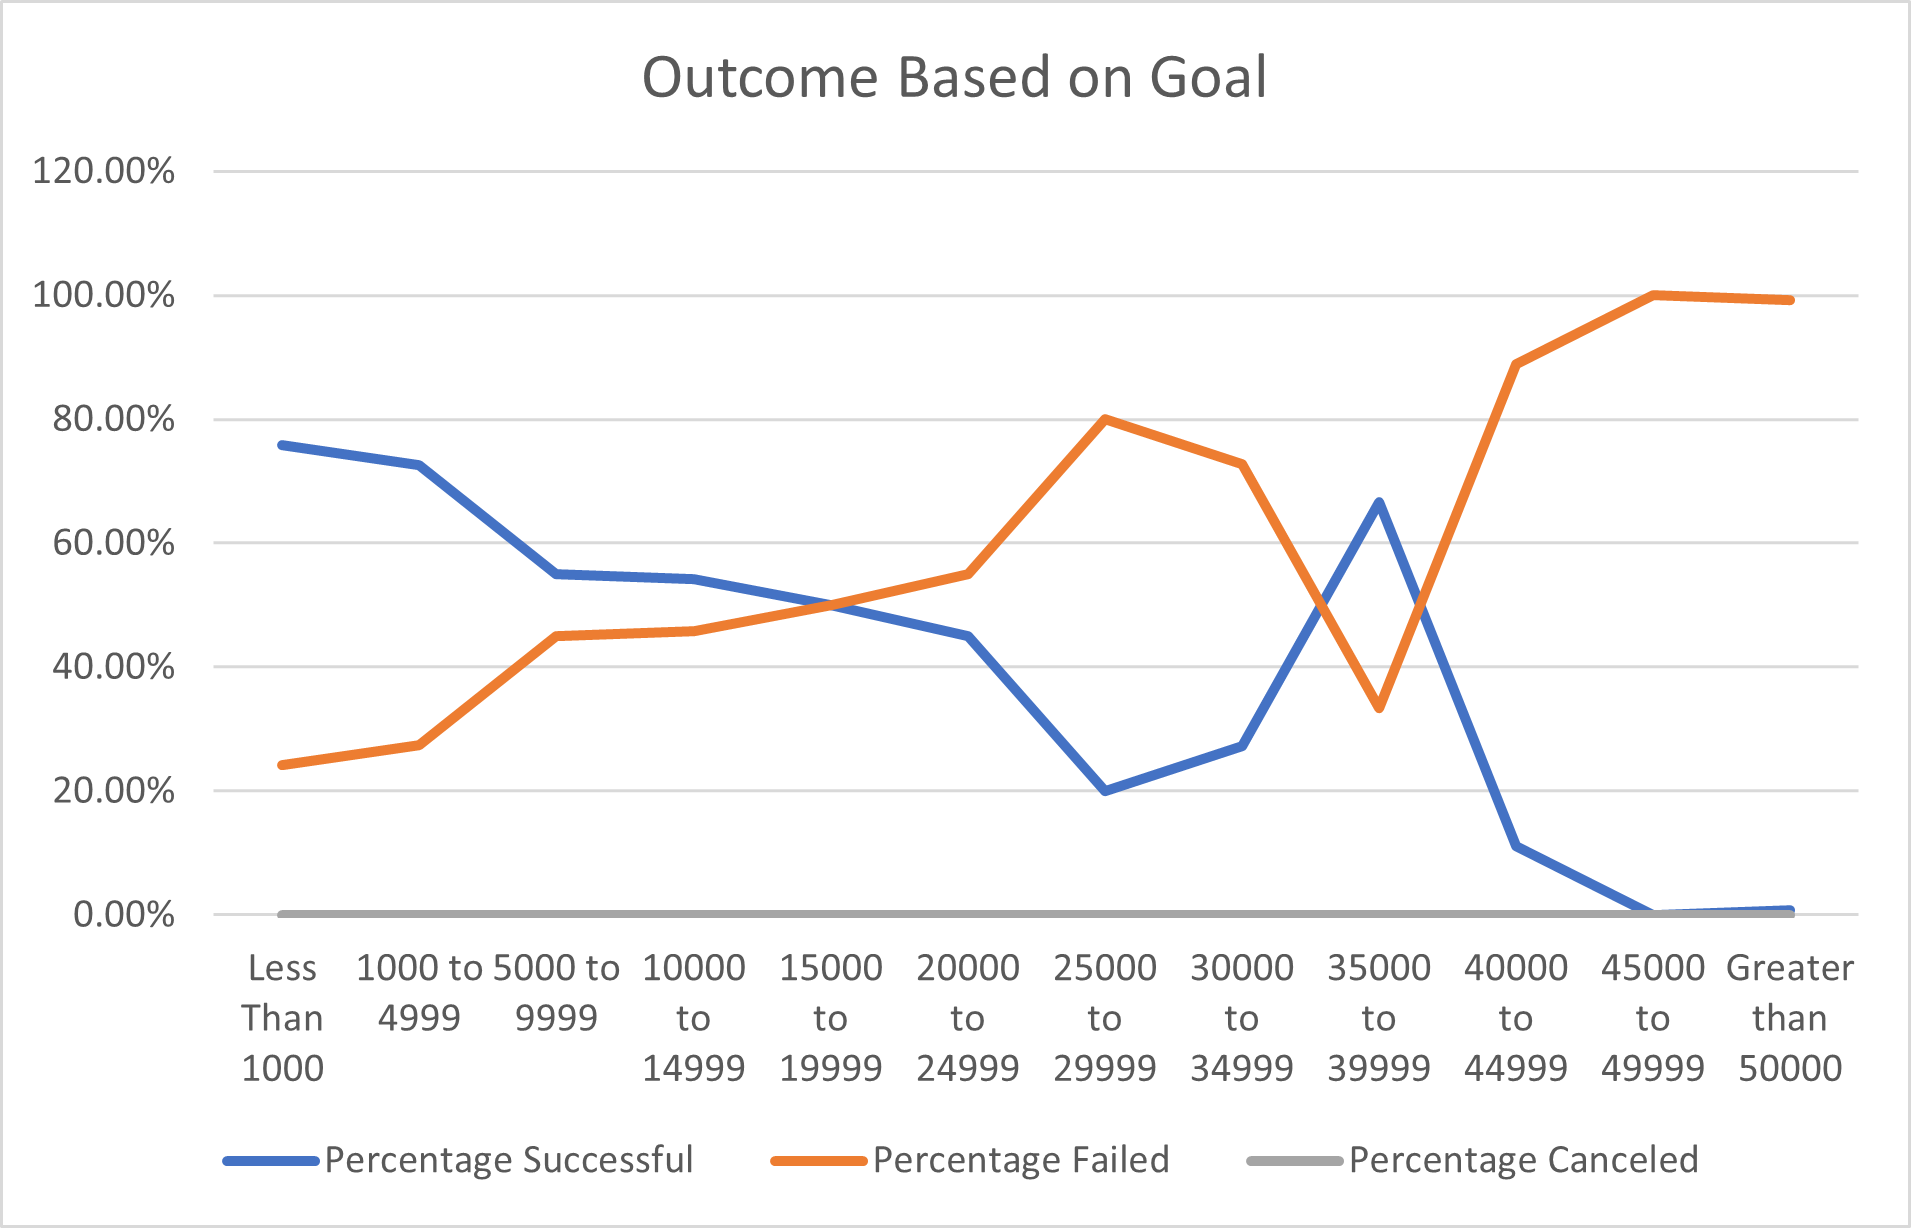 Outcome Based on Goal
120.00%
100.00%
80.00%
60.00%
40.00%
20.00%
0.00%
Less Than 1000
1000 to 4999
5000 to 9999
10000 to 14999
15000 to 19999
20000 to 24999
25000 to 29999
30000 to 34999
35000 to 39999
40000 to 44999
45000 to 49999
Greater than 50000
Percentage Successful
Percentage Failed
Percentage Canceled